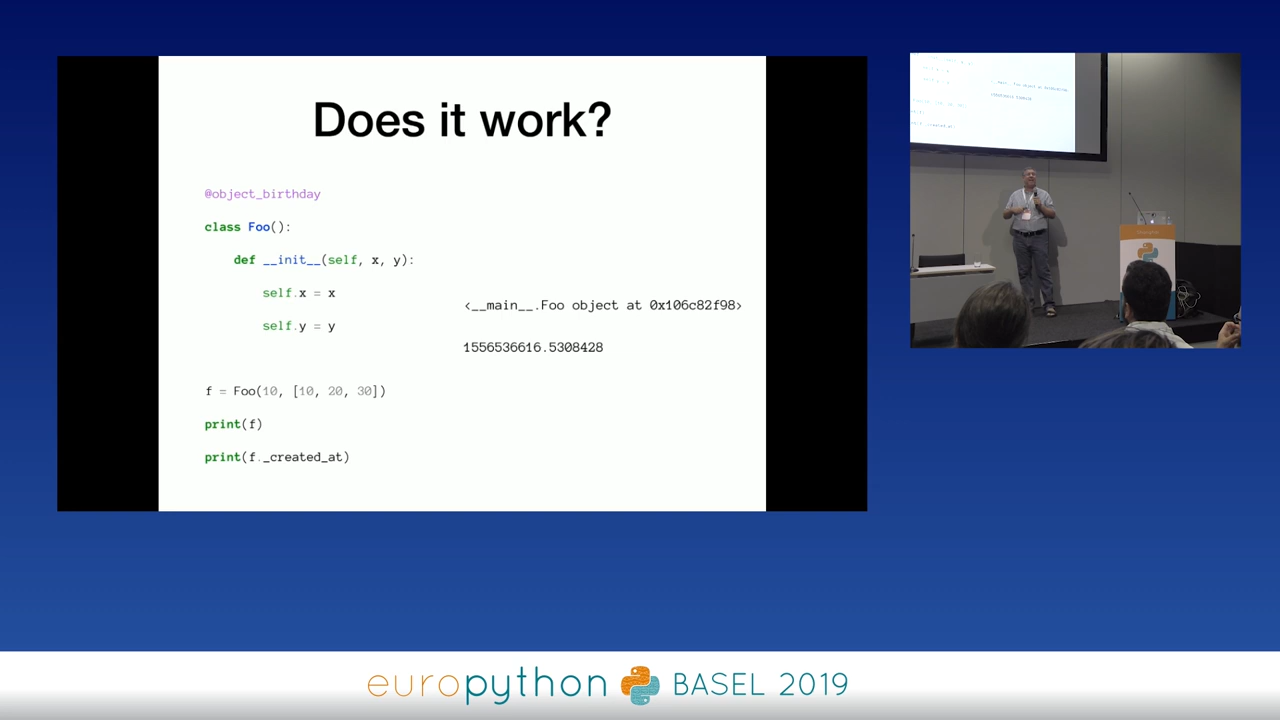 Does it work?
@object_birthday
class Foo():
def __init__(self, x, y):
self.x = x
self.y = y
<__main__.Foo object at 0x106c82f98>
1556536616.5308428
f = Foo(10, [10, 20, 30])
print(f)
print(f._created_at)
europython BASEL 2019